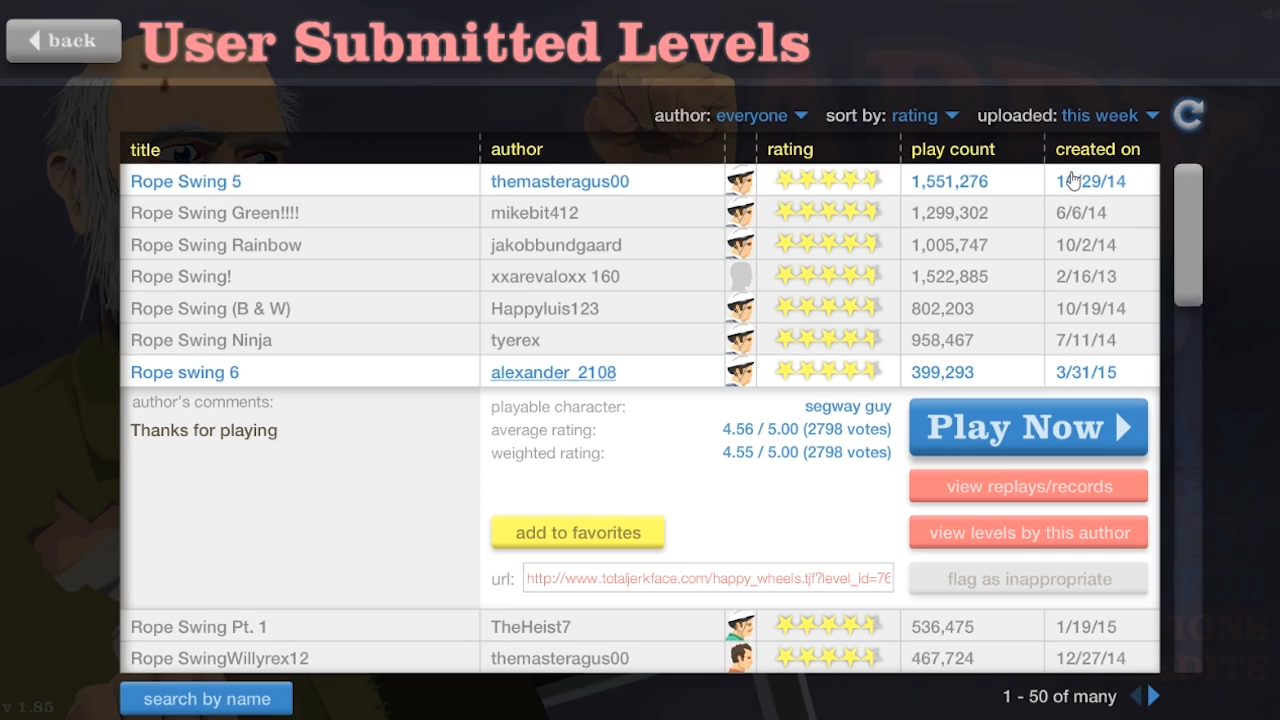 back
User Submitted Levels
author: everyone sort by: rating uploaded: this week
title author rating play count created on
Rope Swing 5 themasteragus00 1,551,276 29/14
Rope Swing Green!!!! mikebit412 1,299,302 6/6/14
Rope Swing Rainbow jakobbundgaard 1,005,747 10/2/14
Rope Swing! xxarevaloxx 160 1,522,885 2/16/13
Rope Swing (B & W) Happyluis123 802,203 10/19/14
Rope Swing Ninja tyerex 958,467 7/11/14
Rope swing 6 alexander_2108 399,293 3/31/15
author's comments:
Thanks for playing
playable character: segway guy
average rating: 4.56 / 5.00 (2798 votes)
weighted rating: 4.55 / 5.00 (2798 votes)
Play Now
view replays/records
add to favorites
view levels by this author
url: http://www.totaljerkface.com/happy_wheels.tjf?level_id=76
flag as inappropriate
Rope Swing Pt. 1 TheHeist7 536,475 1/19/15
Rope SwingWillyrex12 themasteragus00 467,724 12/27/14
search by name
1 - 50 of many
v 1.85